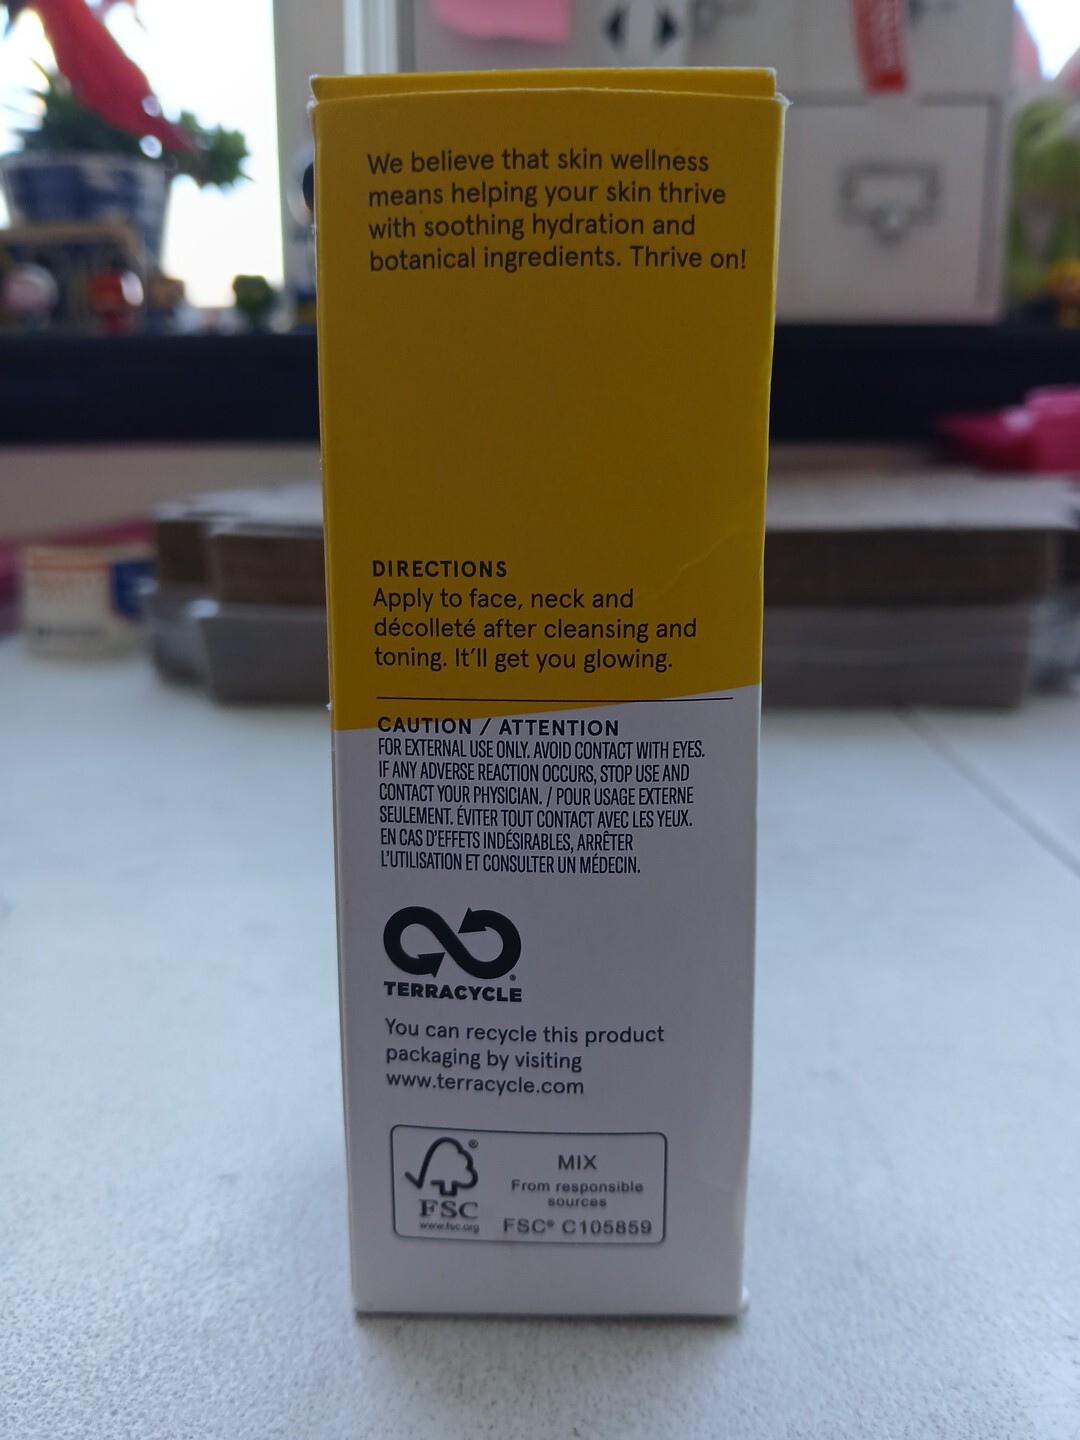 We believe that skin wellness
means helping your skin thrive
with soothing hydration and
botanical ingredients. Thrive on!
DIRECTIONS
Apply to face, neck and
décolleté after cleansing and
toning. It'll get you glowing.
CAUTION / ATTENTION
FOR EXTERNAL USE ONLY. AVOID CONTACT WITH EYES.
IF ANY ADVERSE REACTION OCCURS, STOP USE AND
CONTACT YOUR PHYSICIAN. / POUR USAGE EXTERNE
SEULEMENT. ÉVITER TOUT CONTACT AVEC LES YEUX.
EN CAS D'EFFETS INDÉSIRABLES, ARRÊTER
L'UTILISATION ET CONSULTER UN MÉDECIN.
TERRACYCLE®
You can recycle this product
packaging by visiting
www.terracycle.com
FSC®
www.fsc.org
MIX
From responsible
sources
FSC® C105859